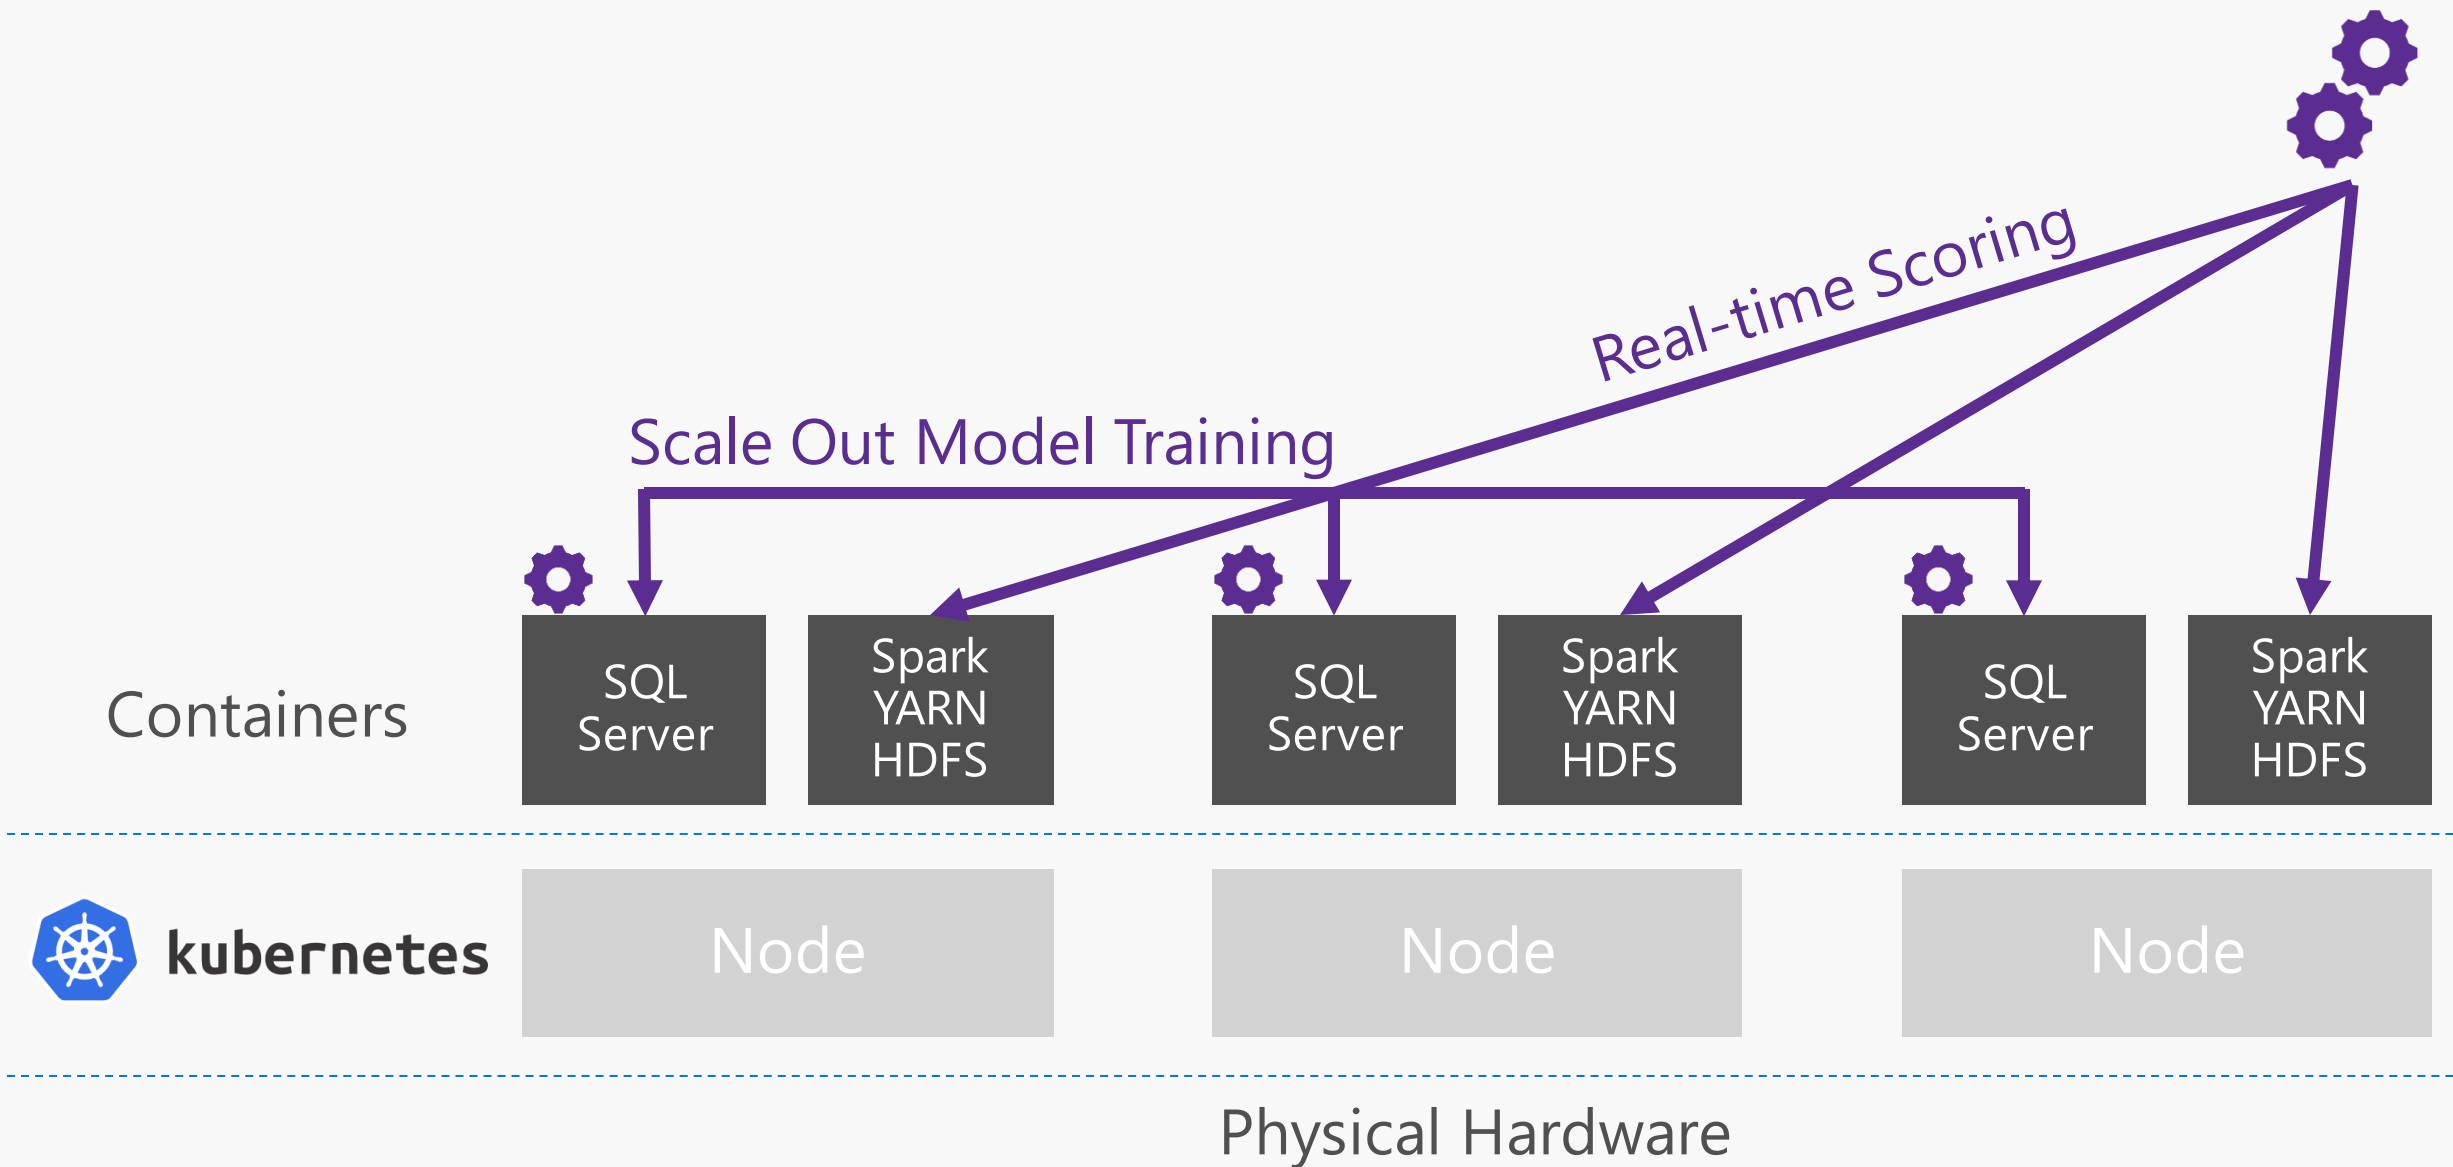 Real-time Scoring
Scale Out Model Training
Containers
SQL
Server
Spark
YARN
HDFS
SQL
Server
Spark
YARN
HDFS
SQL
Server
Spark
YARN
HDFS
kubernetes
Node
Node
Node
Physical Hardware